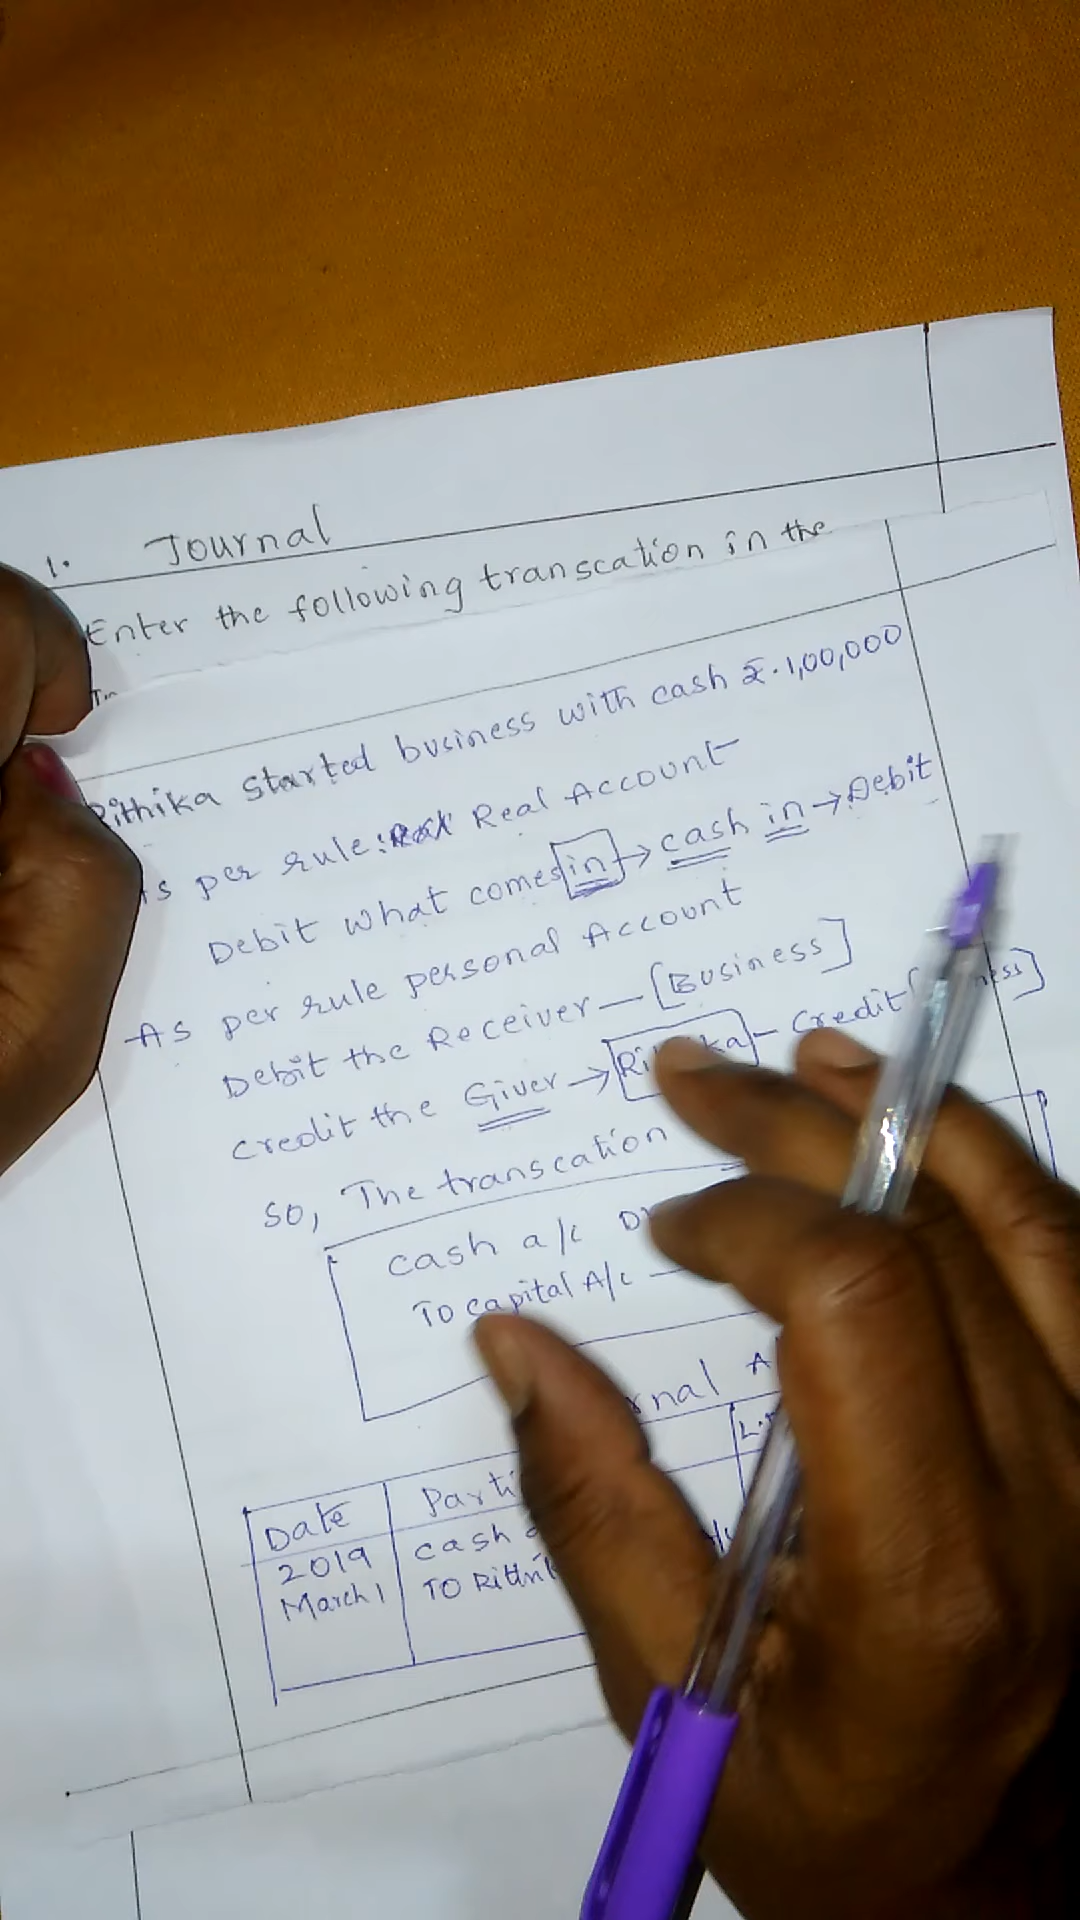 1. Journal
Enter the following transcation in the
Rithika started business with cash ₹.1,00,000
As per rule: Real Account
Debit what comes in → cash in → Debit
As per rule personal Account
Debit the Receiver — [Business]
credit the Giver → — credit
so, The transcation
cash a/c
To capital A/c —
Date
2019 cash
March 1 To